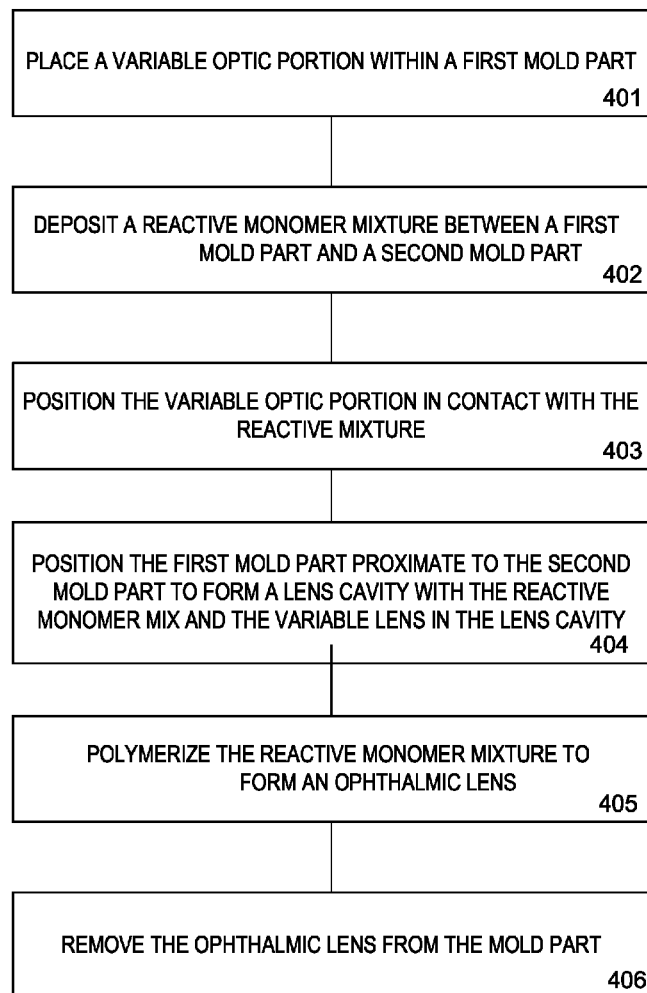 PLACE A VARIABLE OPTIC PORTION WITHIN A FIRST MOLD PART
401
DEPOSIT A REACTIVE MONOMER MIXTURE BETWEEN A FIRST
MOLD PART AND A SECOND MOLD PART
402
POSITION THE VARIABLE OPTIC PORTION IN CONTACT WITH THE
REACTIVE MIXTURE
403
POSITION THE FIRST MOLD PART PROXIMATE TO THE SECOND
MOLD PART TO FORM A LENS CAVITY WITH THE REACTIVE
MONOMER MIX AND THE VARIABLE LENS IN THE LENS CAVITY
404
POLYMERIZE THE REACTIVE MONOMER MIXTURE TO
FORM AN OPHTHALMIC LENS
405
REMOVE THE OPHTHALMIC LENS FROM THE MOLD PART
406